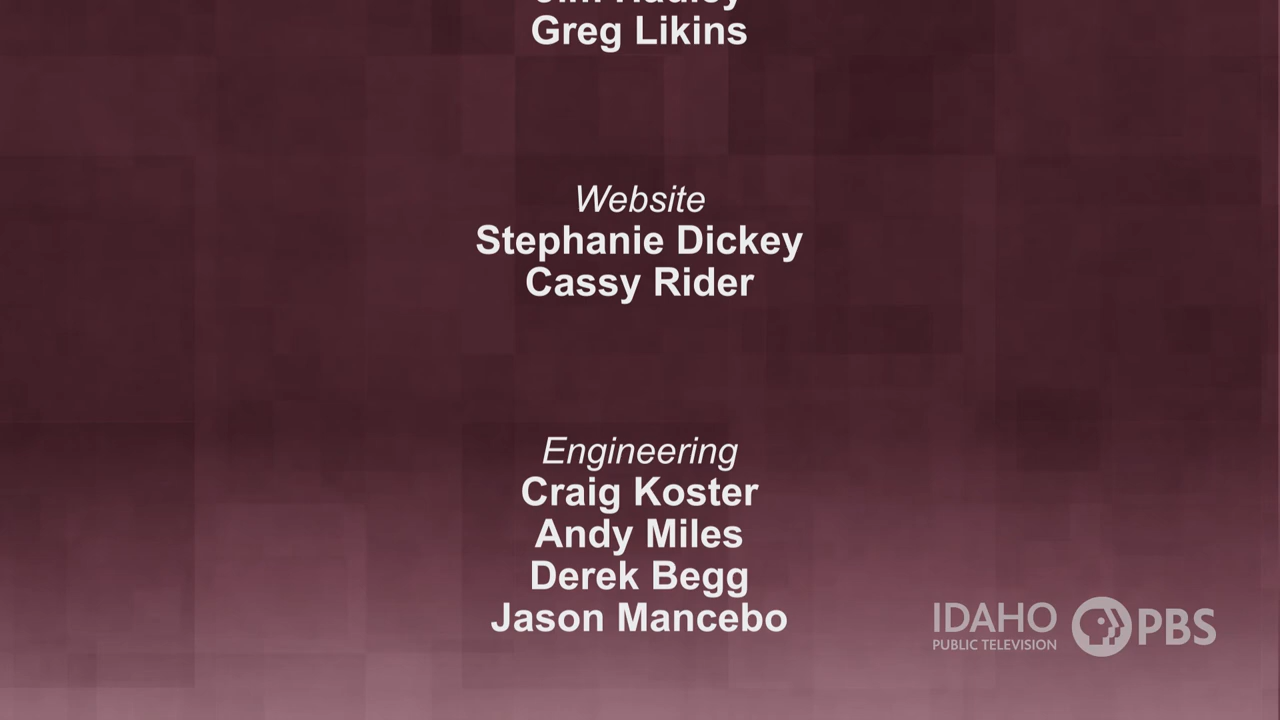 Greg Likins
Website
Stephanie Dickey
Cassy Rider
Engineering
Craig Koster
Andy Miles
Derek Begg
Jason Mancebo
IDAHO
PUBLIC TELEVISION
PBS